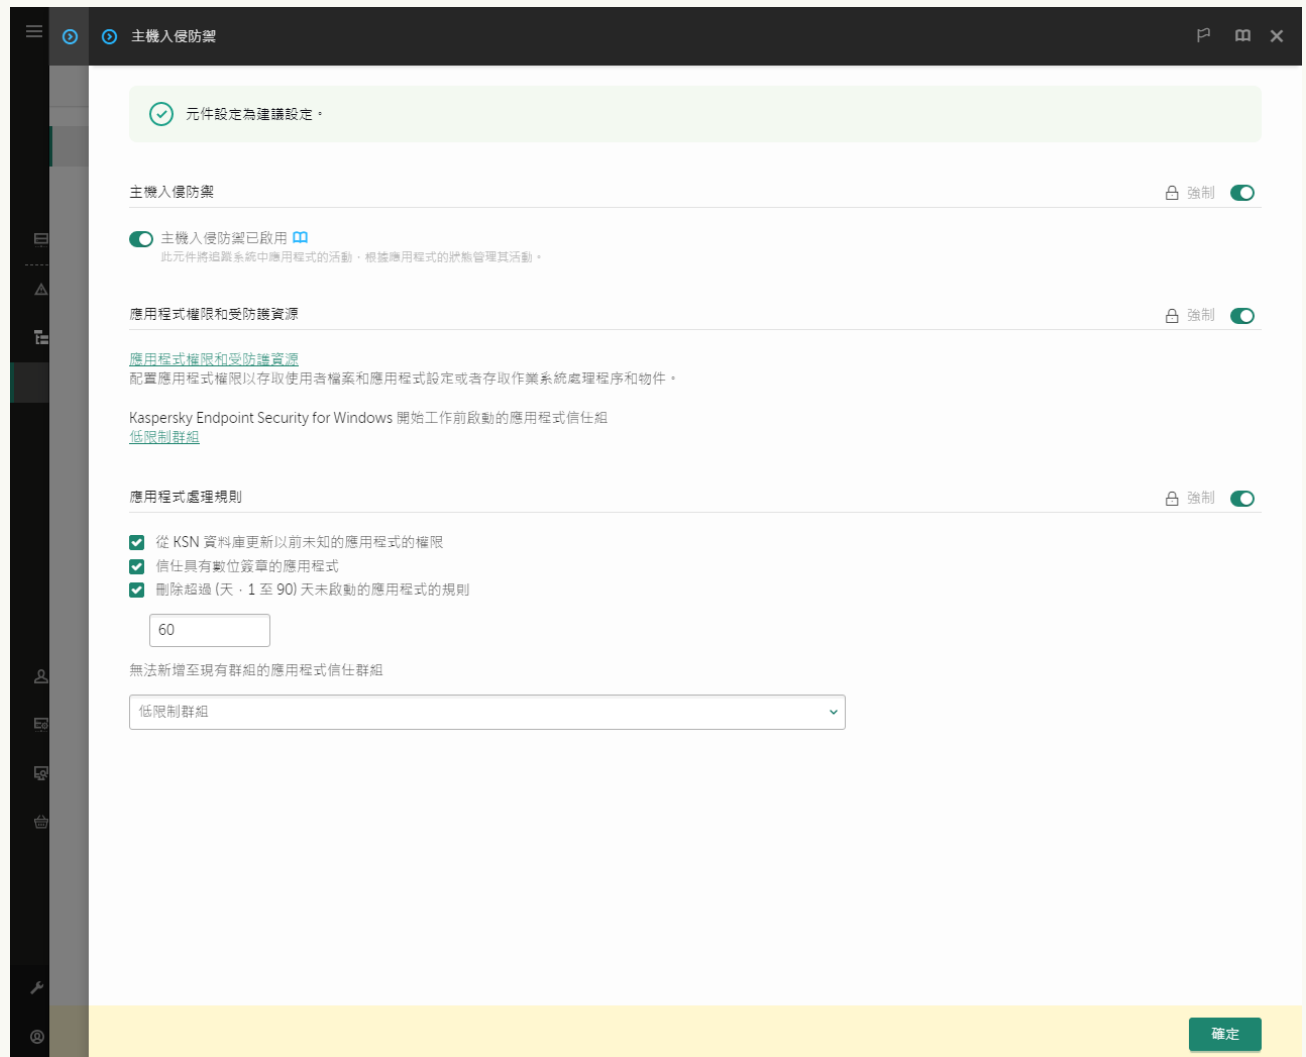 主機入侵防禦
元件設定為建議設定。
主機入侵防禦
強制
主機入侵防禦已啟用
此元件將追蹤系統中應用程式的活動，根據應用程式的狀態管理其活動。
應用程式權限和受防護資源
強制
應用程式權限和受防護資源
配置應用程式權限以存取使用者檔案和應用程式設定或者存取作業系統處理程序和物件。
Kaspersky Endpoint Security for Windows 開始工作前啟動的應用程式信任組
低限制群組
應用程式處理規則
強制
從 KSN 資料庫更新以前未知的應用程式的權限
信任具有數位簽章的應用程式
刪除超過 (天，1 至 90) 天未啟動的應用程式的規則
60
無法新增至現有群組的應用程式信任群組
低限制群組
確定